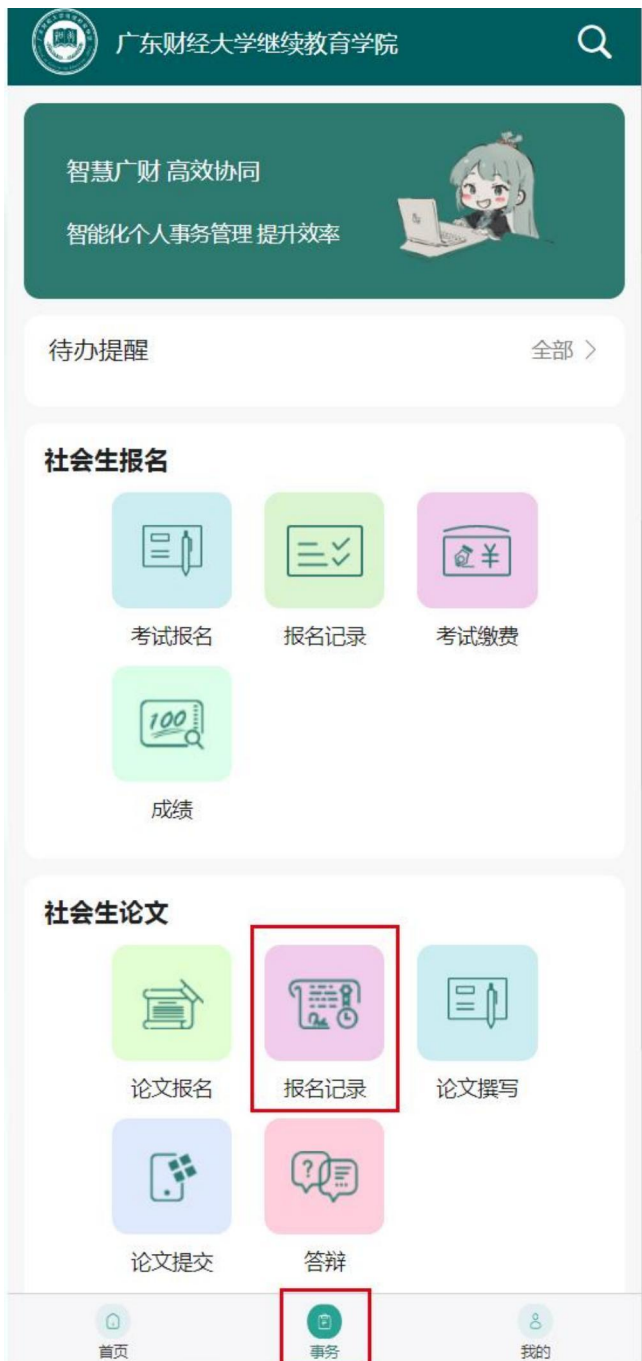 广东财经大学继续教育学院
智慧广财 高效协同
智能化个人事务管理 提升效率
待办提醒 全部
社会生报名
考试报名 报名记录 考试缴费
100
成绩
社会生论文
论文报名 报名记录 论文撰写
论文提交 答辩
首页 事务 我的